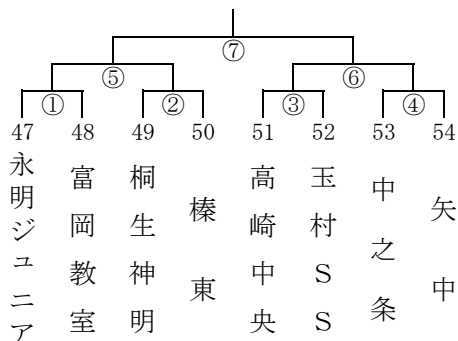 ⑦
⑤ ⑥
① ② ③ ④
47 48 49 50 51 52 53 54
永明ジュニア
富岡教室
桐生神明
榛東
高崎中央
玉村SS
中之条
矢中